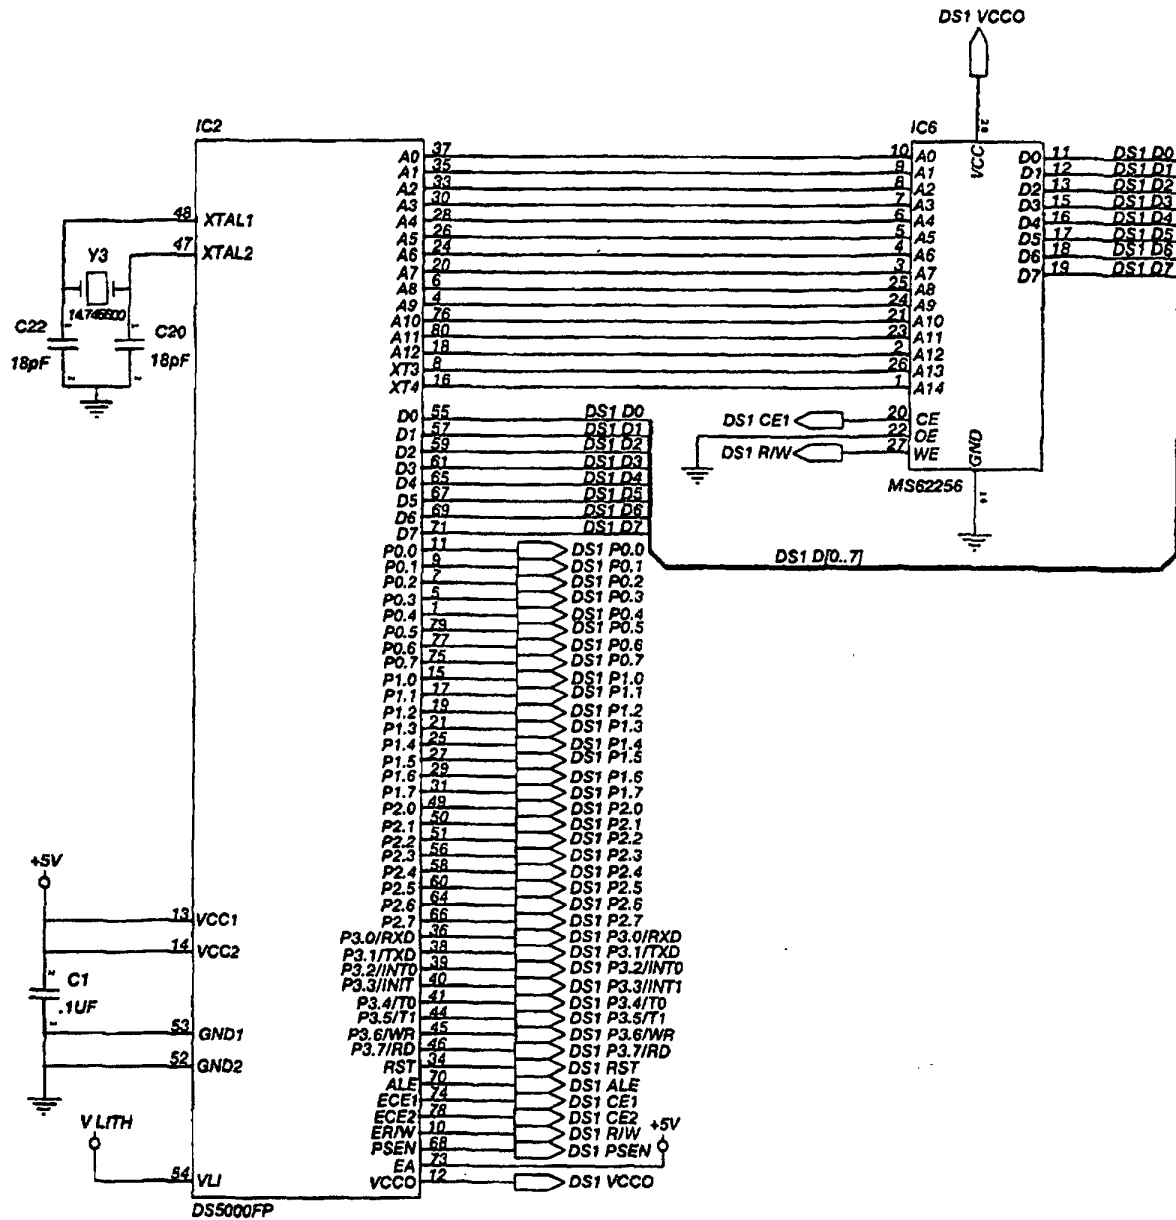 DS1 VCCO
IC2
IC6
28
VCC
A0 37
A1 35
A2 33
A3 30
A4 28
A5 26
A6 24
A7 20
A8 6
A9 4
A10 76
A11 80
A12 18
XT3 8
XT4 16
10 A0
9 A1
8 A2
7 A3
6 A4
5 A5
4 A6
3 A7
25 A8
24 A9
21 A10
23 A11
2 A12
26 A13
1 A14
D0 11 DS1 D0
D1 12 DS1 D1
D2 13 DS1 D2
D3 15 DS1 D3
D4 16 DS1 D4
D5 17 DS1 D5
D6 18 DS1 D6
D7 19 DS1 D7
48 XTAL1
47 XTAL2
Y3
14.745600
C22
18pF
C20
18pF
DS1 CE1 20 CE
22 OE
DS1 R/W 27 WE
GND
MS62256
D0 55 DS1 D0
D1 57 DS1 D1
D2 59 DS1 D2
D3 61 DS1 D3
D4 65 DS1 D4
D5 67 DS1 D5
D6 69 DS1 D6
D7 71 DS1 D7
DS1 D[0..7]
P0.0 11 DS1 P0.0
P0.1 9 DS1 P0.1
P0.2 7 DS1 P0.2
P0.3 5 DS1 P0.3
P0.4 1 DS1 P0.4
P0.5 79 DS1 P0.5
P0.6 77 DS1 P0.6
P0.7 75 DS1 P0.7
P1.0 15 DS1 P1.0
P1.1 17 DS1 P1.1
P1.2 19 DS1 P1.2
P1.3 21 DS1 P1.3
P1.4 25 DS1 P1.4
P1.5 27 DS1 P1.5
P1.6 29 DS1 P1.6
P1.7 31 DS1 P1.7
P2.0 49 DS1 P2.0
P2.1 50 DS1 P2.1
P2.2 51 DS1 P2.2
P2.3 56 DS1 P2.3
P2.4 58 DS1 P2.4
P2.5 60 DS1 P2.5
P2.6 64 DS1 P2.6
P2.7 66 DS1 P2.7
P3.0/RXD 36 DS1 P3.0/RXD
P3.1/TXD 38 DS1 P3.1/TXD
P3.2/INT0 39 DS1 P3.2/INT0
P3.3/INIT 40 DS1 P3.3/INT1
P3.4/T0 41 DS1 P3.4/T0
P3.5/T1 44 DS1 P3.5/T1
P3.6/WR 45 DS1 P3.6/WR
P3.7/RD 46 DS1 P3.7/RD
RST 34 DS1 RST
ALE 70 DS1 ALE
ECE1 74 DS1 CE1
ECE2 78 DS1 CE2
ER/W 10 DS1 R/W
PSEN 68 DS1 PSEN
EA 73
+5V
VCCO 12 DS1 VCCO
+5V
13 VCC1
14 VCC2
C1
.1UF
53 GND1
52 GND2
V LITH
54 VLI
DS5000FP